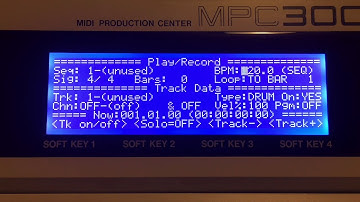 MIDI PRODUCTION CENTER MPC300
============== Play/Record ==============
Seq: 1-(unused) BPM: 120.0 (SEQ)
Sig: 4/ 4 Bars: 0 Loop:TO BAR 1
============== Track Data ==============
Trk: 1-(unused) Type:DRUM On:YES
Chn:OFF-(off) & OFF Vel%:100 Pgm:OFF
===== Now:001.01.00 (00:00:00:00) =====
<Tk on/off> <Solo=OFF> <Track-> <Track+>
SOFT KEY 1 SOFT KEY 2 SOFT KEY 3 SOFT KEY 4